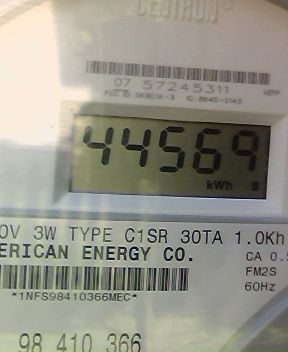 CENTRON®
07 57245311
44569
kWh
0V 3W TYPE C1SR 30TA 1.0Kh
ERICAN ENERGY CO. CA 0.5
FM2S
*1NFS98410366MEC* 60Hz
98 410 366